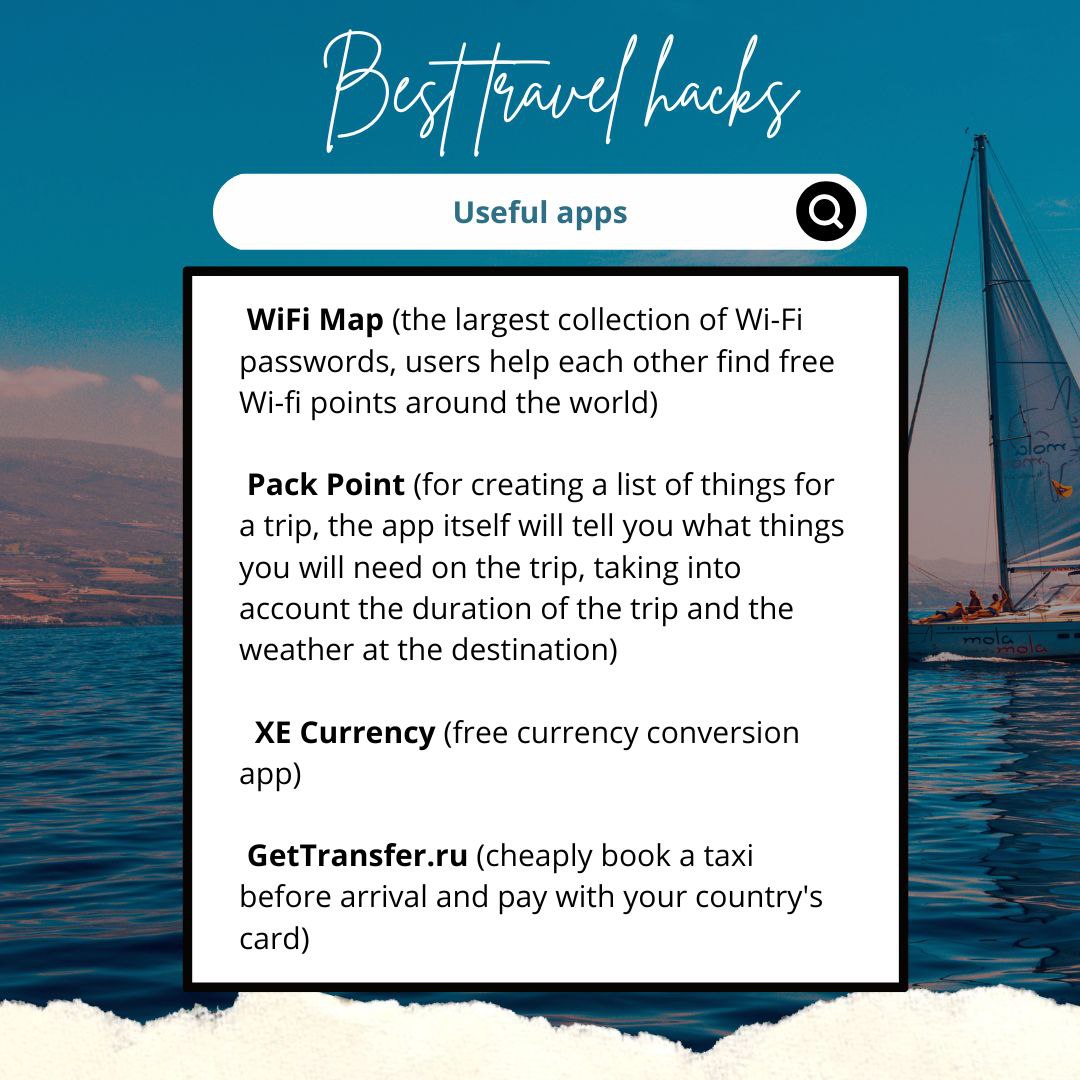 Best travel hacks
Useful apps
WiFi Map (the largest collection of Wi-Fi
passwords, users help each other find free
Wi-fi points around the world)
Pack Point (for creating a list of things for
a trip, the app itself will tell you what things
you will need on the trip, taking into
account the duration of the trip and the
weather at the destination)
XE Currency (free currency conversion
app)
GetTransfer.ru (cheaply book a taxi
before arrival and pay with your country's
card)
mola
mola